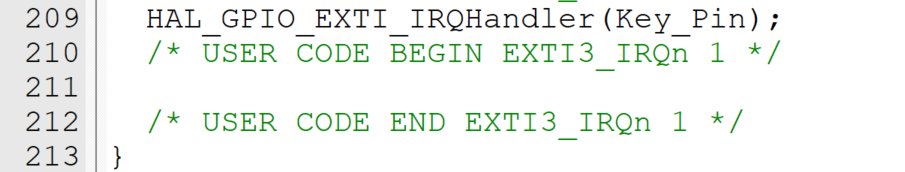 209 HAL_GPIO_EXTI_IRQHandler(Key_Pin);
210 /* USER CODE BEGIN EXTI3_IRQn 1 */
211
212 /* USER CODE END EXTI3_IRQn 1 */
213 }